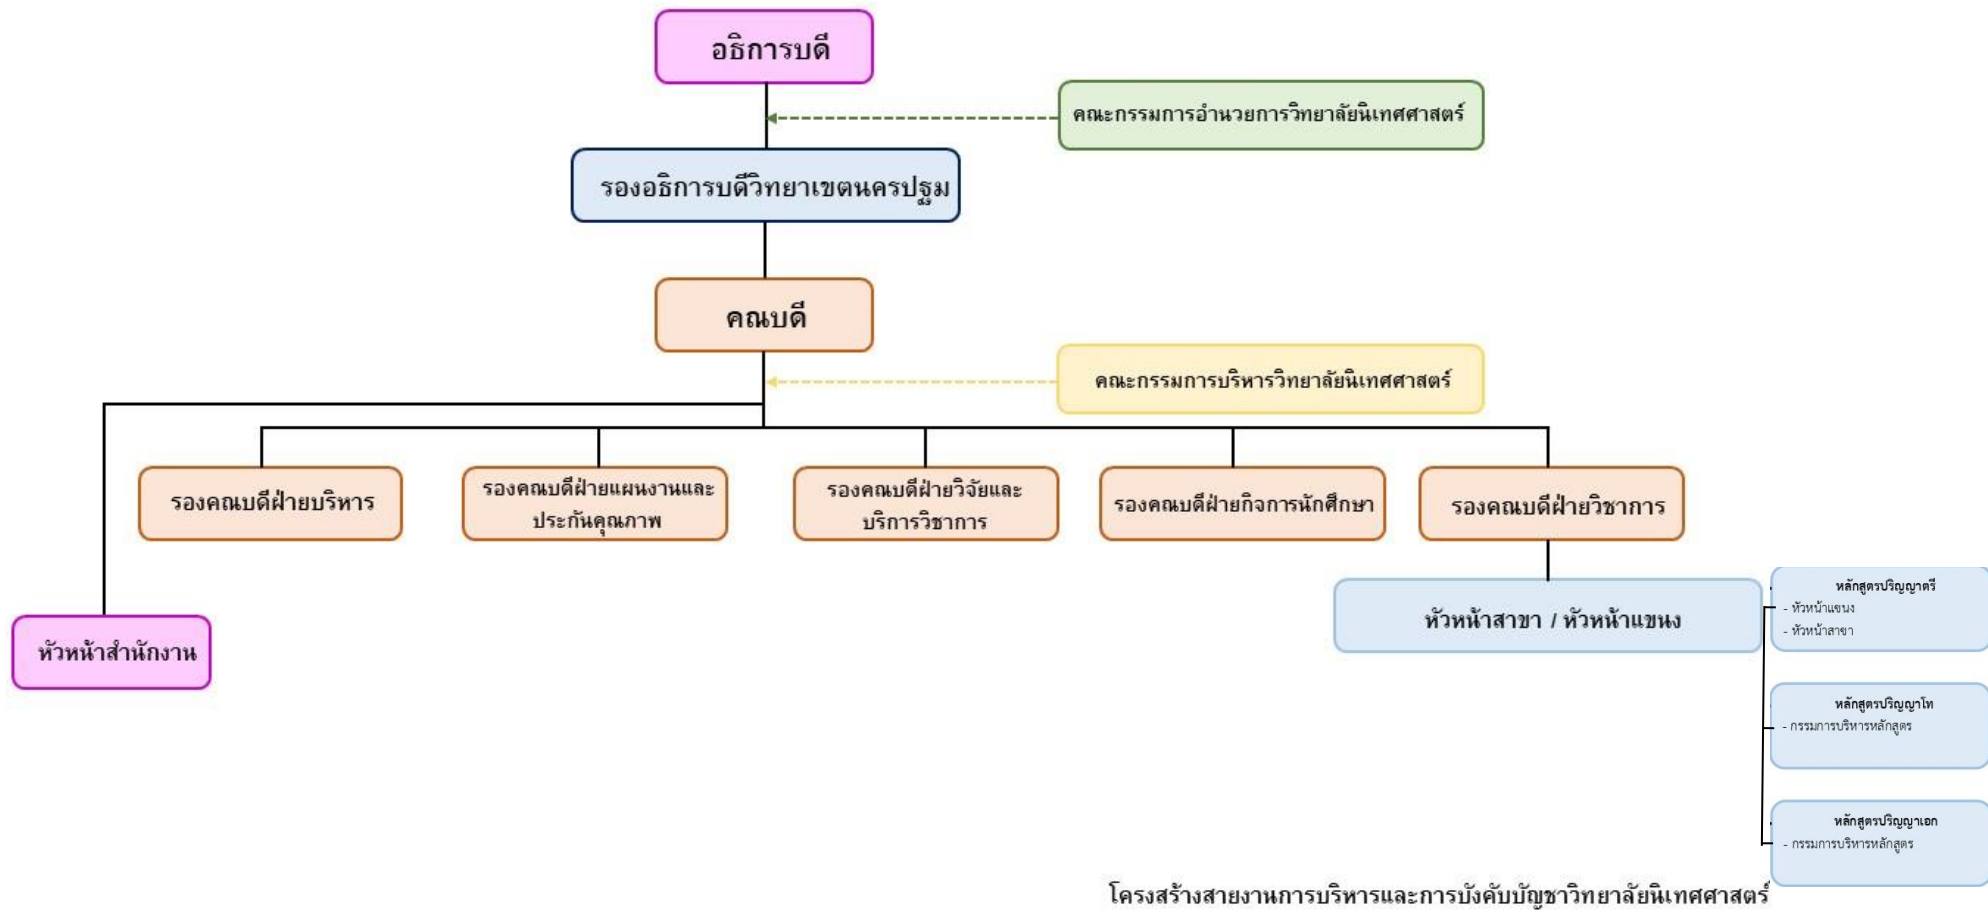 อธิการบดี
คณะกรรมการอำนวยการวิทยาลัยนิเทศศาสตร์
รองอธิการบดีวิทยาเขตนครปฐม
คณบดี
คณะกรรมการบริหารวิทยาลัยนิเทศศาสตร์
รองคณบดีฝ่ายบริหาร
รองคณบดีฝ่ายแผนงานและ
ประกันคุณภาพ
รองคณบดีฝ่ายวิจัยและ
บริการวิชาการ
รองคณบดีฝ่ายกิจการนักศึกษา
รองคณบดีฝ่ายวิชาการ
หัวหน้าสาขา / หัวหน้าแขนง
หลักสูตรปริญญาตรี
- หัวหน้าแขนง
- หัวหน้าสาขา
หัวหน้าสำนักงาน
หลักสูตรปริญญาโท
- กรรมการบริหารหลักสูตร
หลักสูตรปริญญาเอก
- กรรมการบริหารหลักสูตร
โครงสร้างสายงานการบริหารและการบังคับบัญชาวิทยาลัยนิเทศศาสตร์